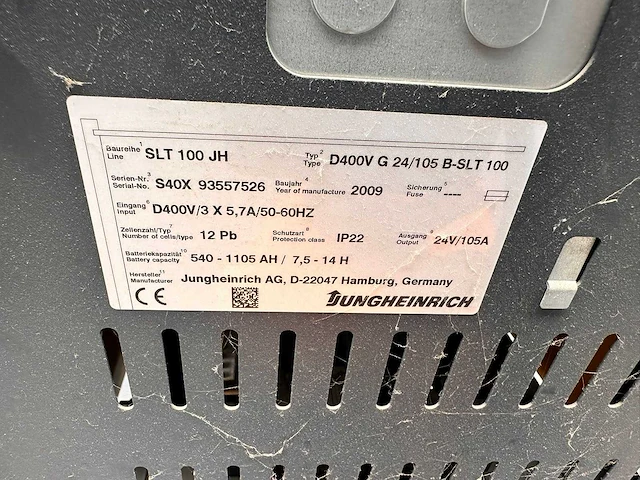 Baureihe 1 SLT 100 JH Typ 2 D400V G 24/105 B-SLT 100
Line Type
Serien-Nr. 3 S40X 93557526 Baujahr 4 2009 Sicherung 5 ----
Serial-No. Year of manufacture Fuse
Eingang 6 D400V/3 X 5,7A/50-60HZ
Input
Zellenzahl/Typ 7 12 Pb Schutzart 8 IP22 Ausgang 9 24V/105A
Number of cells/type Protection class Output
Batteriekapazität 10 540 - 1105 AH / 7,5 - 14 H
Battery capacity
Hersteller 11 Jungheinrich AG, D-22047 Hamburg, Germany
Manufacturer
CE JUNGHEINRICH